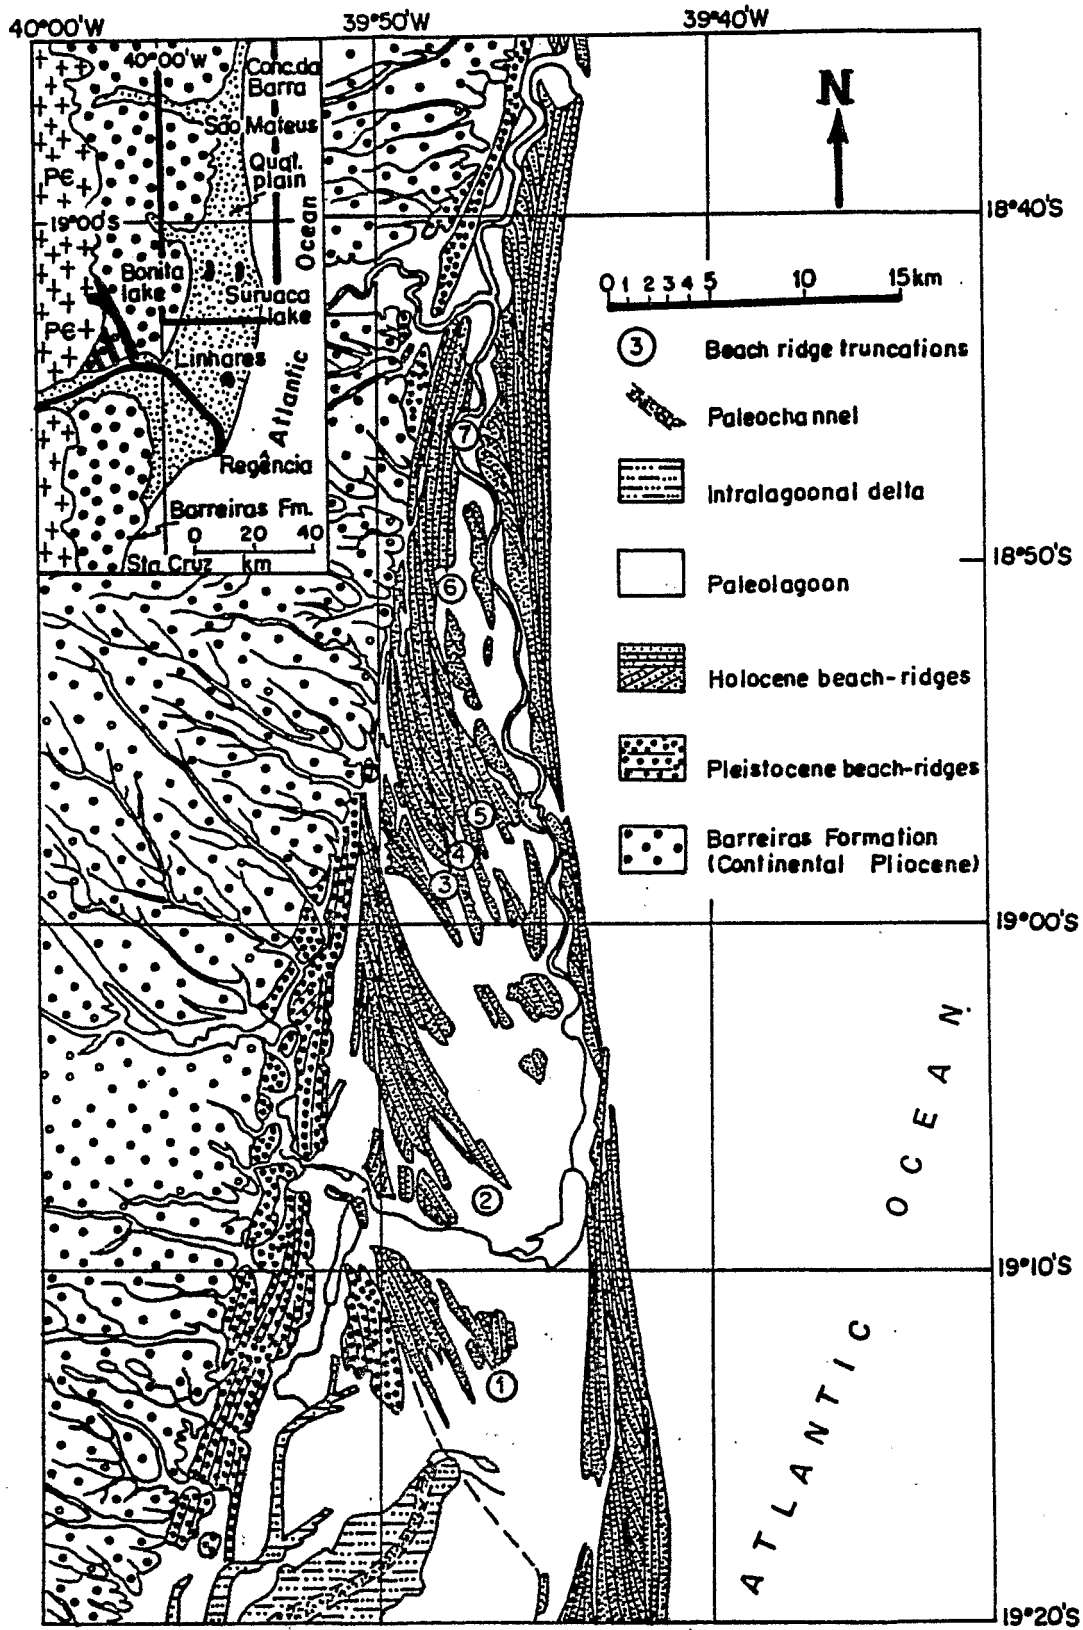 40°00'W
39°50'W
39°40'W
40°00'W
Conc. da
Barra
São Mateus
Quat.
plain
PЄ
19°00'S
Ocean
Bonita
lake
Suruaca
lake
PЄ
Linhares
Atlantic
Regência
Barreiras Fm.
0 20 40
Sta Cruz km
N
18°40'S
0 1 2 3 4 5 10 15km
3 Beach ridge truncations
Paleochannel
Intralagoonal delta
18°50'S
Paleolagoon
Holocene beach-ridges
Pleistocene beach-ridges
Barreiras Formation
(Continental Pliocene)
7
6
5
4
3
19°00'S
2
19°10'S
1
ATLANTIC OCEAN
19°20'S